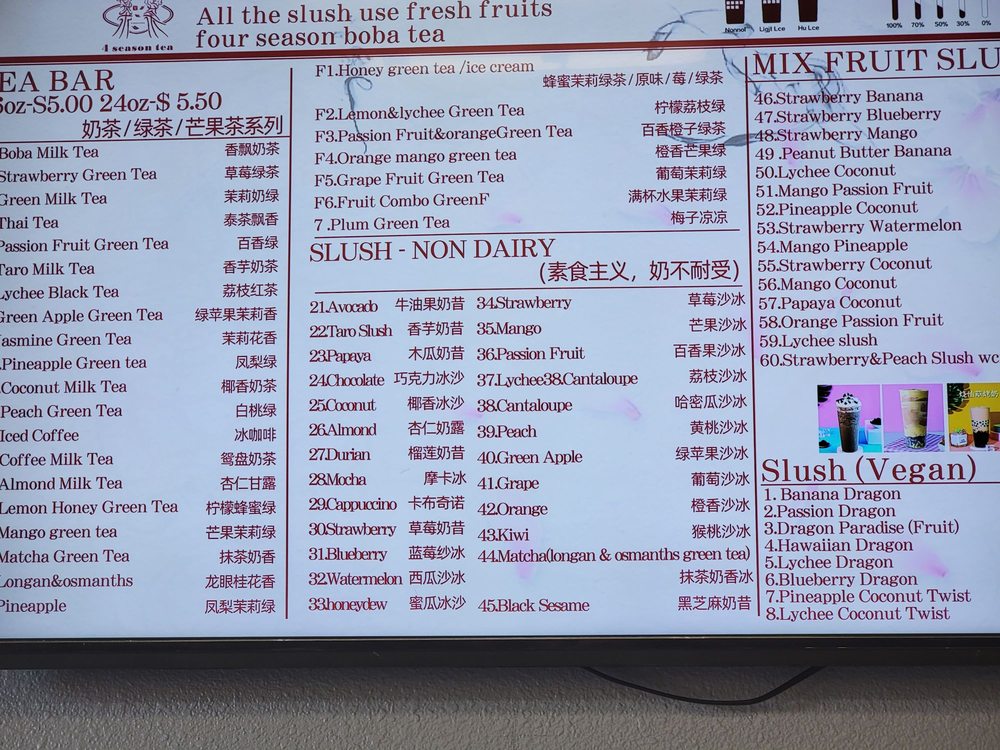 4 season tea
All the slush use fresh fruits
four season boba tea
Nonnol Ligjt Lce Hu Lce
100% 70% 50% 30% 0%
EA BAR
oz-S5.00 24oz-$ 5.50
奶茶/绿茶/芒果茶系列
Boba Milk Tea 香飘奶茶
Strawberry Green Tea 草莓绿茶
Green Milk Tea 茉莉奶绿
Thai Tea 泰茶飘香
Passion Fruit Green Tea 百香绿
Taro Milk Tea 香芋奶茶
Lychee Black Tea 荔枝红茶
Green Apple Green Tea 绿苹果茉莉香
Jasmine Green Tea 茉莉花香
.Pineapple Green tea 凤梨绿
.Coconut Milk Tea 椰香奶茶
Peach Green Tea 白桃绿
Iced Coffee 冰咖啡
Coffee Milk Tea 鸳盘奶茶
Almond Milk Tea 杏仁甘露
Lemon Honey Green Tea 柠檬蜂蜜绿
Mango green tea 芒果茉莉绿
Matcha Green Tea 抹茶奶香
Longan&osmanths 龙眼桂花香
Pineapple 凤梨茉莉绿
F1.Honey green tea /ice cream
蜂蜜茉莉绿茶/原味/莓/绿茶
F2.Lemon&lychee Green Tea 柠檬荔枝绿
F3.Passion Fruit&orangeGreen Tea 百香橙子绿茶
F4.Orange mango green tea 橙香芒果绿
F5.Grape Fruit Green Tea 葡萄茉莉绿
F6.Fruit Combo GreenF 满杯水果茉莉绿
7 .Plum Green Tea 梅子凉凉
SLUSH - NON DAIRY
(素食主义，奶不耐受)
21.Avocado 牛油果奶昔
22.Taro Slush 香芋奶昔
23.Papaya 木瓜奶昔
24.Chocolate 巧克力冰沙
25.Coconut 椰香冰沙
26.Almond 杏仁奶露
27.Durian 榴莲奶昔
28.Mocha 摩卡冰
29.Cappuccino 卡布奇诺
30.Strawberry 草莓奶昔
31.Blueberry 蓝莓纱冰
32.Watermelon 西瓜沙冰
33.honeydew 蜜瓜冰沙
34.Strawberry 草莓沙冰
35.Mango 芒果沙冰
36.Passion Fruit 百香果沙冰
37.Lychee38.Cantaloupe 荔枝沙冰
38.Cantaloupe 哈密瓜沙冰
39.Peach 黄桃沙冰
40.Green Apple 绿苹果沙冰
41.Grape 葡萄沙冰
42.Orange 橙香沙冰
43.Kiwi 猴桃沙冰
44.Matcha(longan & osmanths green tea)
抹茶奶香冰
45.Black Sesame 黑芝麻奶昔
MIX FRUIT SLU
46.Strawberry Banana
47.Strawberry Blueberry
48.Strawberry Mango
49 .Peanut Butter Banana
50.Lychee Coconut
51.Mango Passion Fruit
52.Pineapple Coconut
53.Strawberry Watermelon
54.Mango Pineapple
55.Strawberry Coconut
56.Mango Coconut
57.Papaya Coconut
58.Orange Passion Fruit
59.Lychee slush
60.Strawberry&Peach Slush wc
Slush (Vegan)
1. Banana Dragon
2.Passion Dragon
3.Dragon Paradise (Fruit)
4.Hawaiian Dragon
5.Lychee Dragon
6.Blueberry Dragon
7.Pineapple Coconut Twist
8.Lychee Coconut Twist